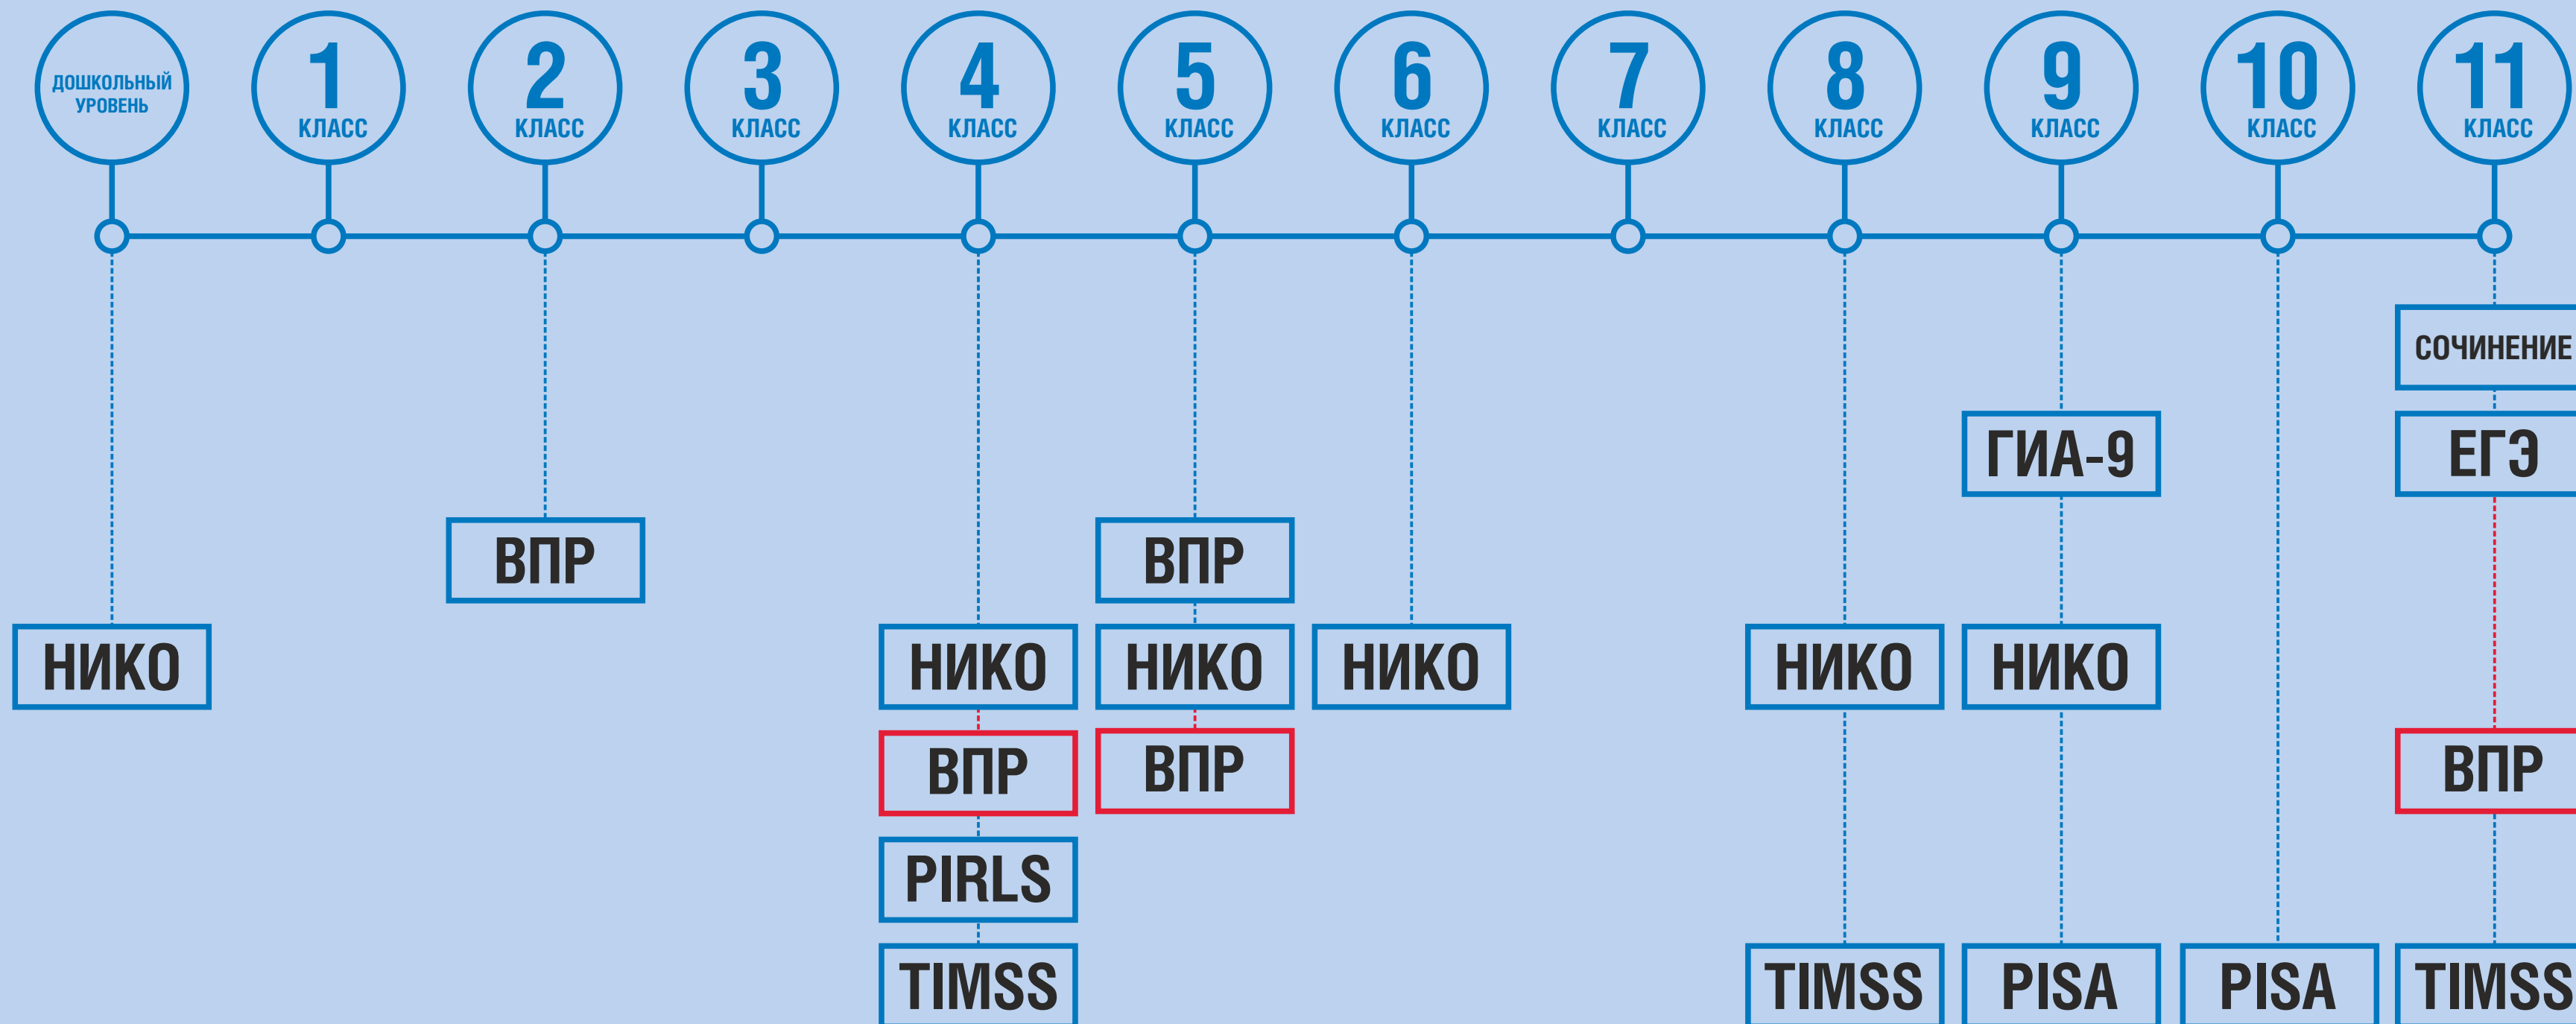 ДОШКОЛЬНЫЙ
УРОВЕНЬ
1
КЛАСС
2
КЛАСС
3
КЛАСС
4
КЛАСС
5
КЛАСС
6
КЛАСС
7
КЛАСС
8
КЛАСС
9
КЛАСС
10
КЛАСС
11
КЛАСС
СОЧИНЕНИЕ
ГИА-9
ЕГЭ
ВПР
ВПР
НИКО
НИКО
НИКО
НИКО
НИКО
НИКО
ВПР
ВПР
ВПР
PIRLS
TIMSS
TIMSS
PISA
PISA
TIMSS